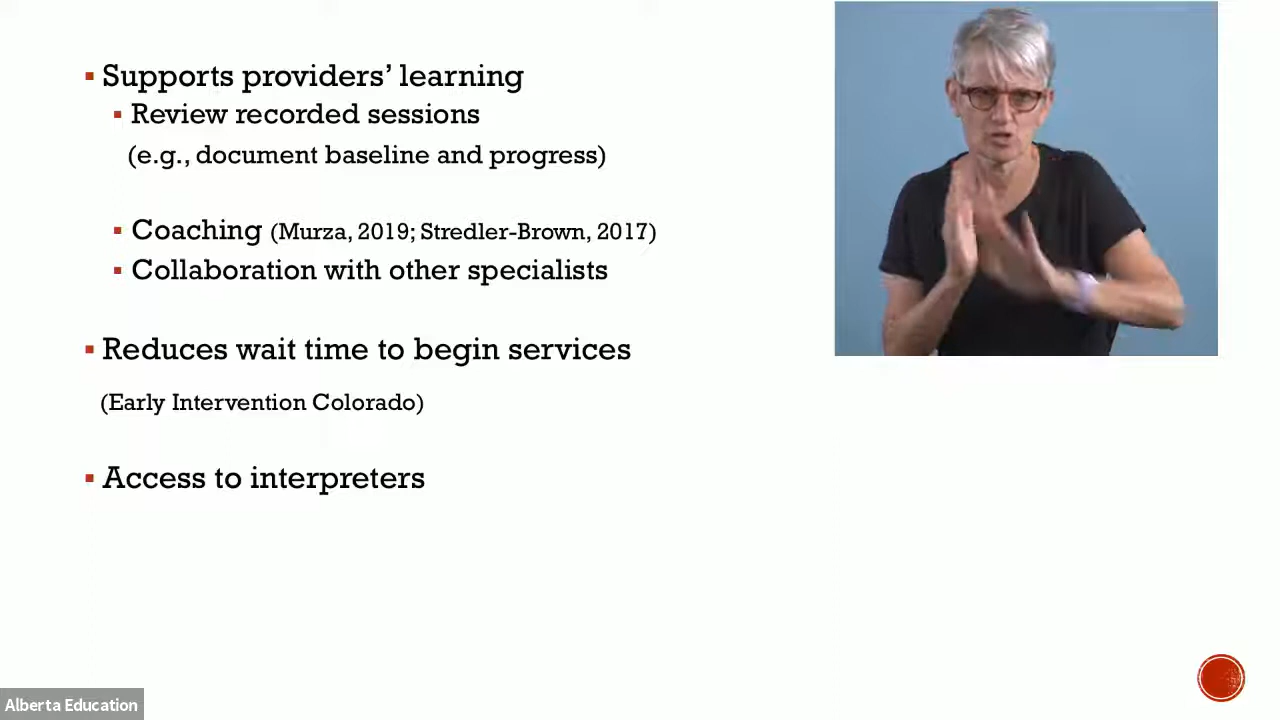 Supports providers’ learning
Review recorded sessions
(e.g., document baseline and progress)
Coaching (Murza, 2019; Stredler-Brown, 2017)
Collaboration with other specialists
Reduces wait time to begin services
(Early Intervention Colorado)
Access to interpreters
Alberta Education